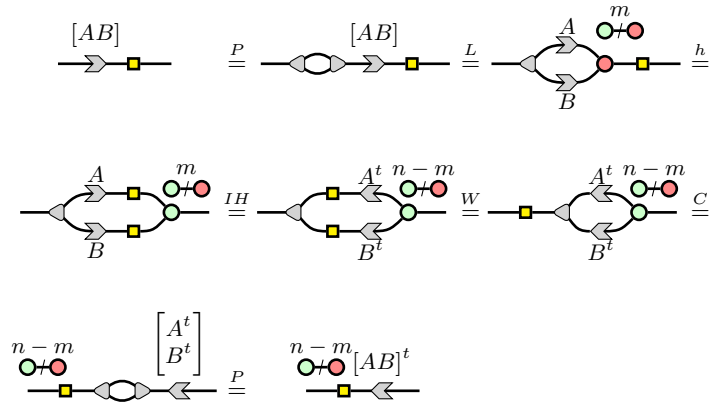 [AB] P= [AB] L= A m B h=
A m B IH= A^t n − m B^t W= A^t n − m B^t C=
n − m [A^t B^t] P= n − m [AB]^t